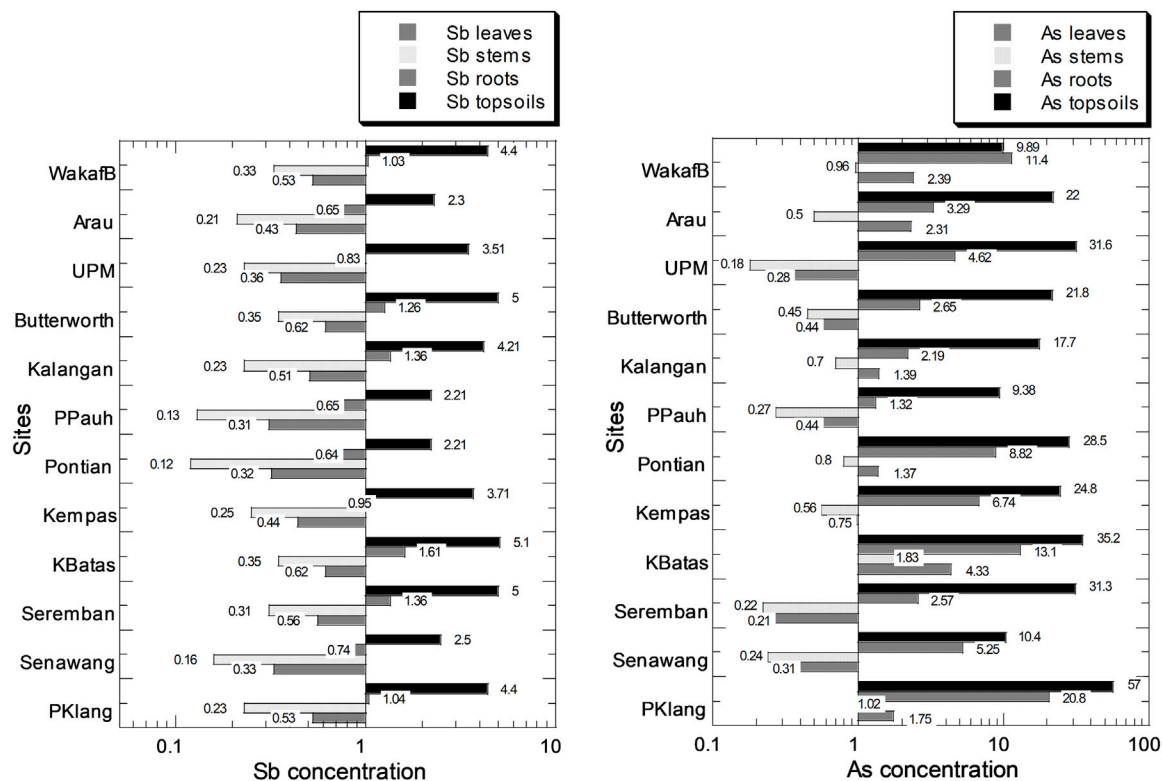 Sb leaves
Sb stems
Sb roots
Sb topsoils
Sites
WakafB
4.4
1.03
0.33
0.53
Arau
2.3
0.65
0.21
0.43
UPM
3.51
0.83
0.23
0.36
Butterworth
5
1.26
0.35
0.62
Kalangan
4.21
1.36
0.23
0.51
PPauh
2.21
0.65
0.13
0.31
Pontian
2.21
0.64
0.12
0.32
Kempas
3.71
0.95
0.25
0.44
KBatas
5.1
1.61
0.35
0.62
Seremban
5
1.36
0.31
0.56
Senawang
2.5
0.74
0.16
0.33
PKlang
4.4
1.04
0.23
0.53
0.1 1 10
Sb concentration
As leaves
As stems
As roots
As topsoils
WakafB
9.89
11.4
0.96
2.39
Arau
22
3.29
0.5
2.31
UPM
31.6
4.62
0.18
0.28
Butterworth
21.8
2.65
0.45
0.44
Kalangan
17.7
2.19
0.7
1.39
PPauh
9.38
1.32
0.27
0.44
Pontian
28.5
8.82
0.8
1.37
Kempas
24.8
6.74
0.56
0.75
KBatas
35.2
13.1
1.83
4.33
Seremban
31.3
2.57
0.22
0.21
Senawang
10.4
5.25
0.24
0.31
PKlang
57
20.8
1.02
1.75
0.1 1 10 100
As concentration